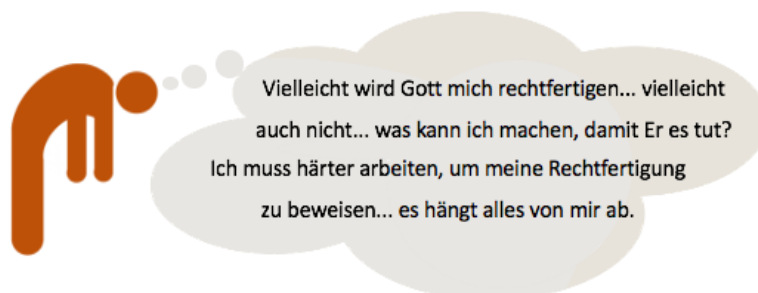 Vielleicht wird Gott mich rechtfertigen... vielleicht
auch nicht... was kann ich machen, damit Er es tut?
Ich muss härter arbeiten, um meine Rechtfertigung
zu beweisen... es hängt alles von mir ab.